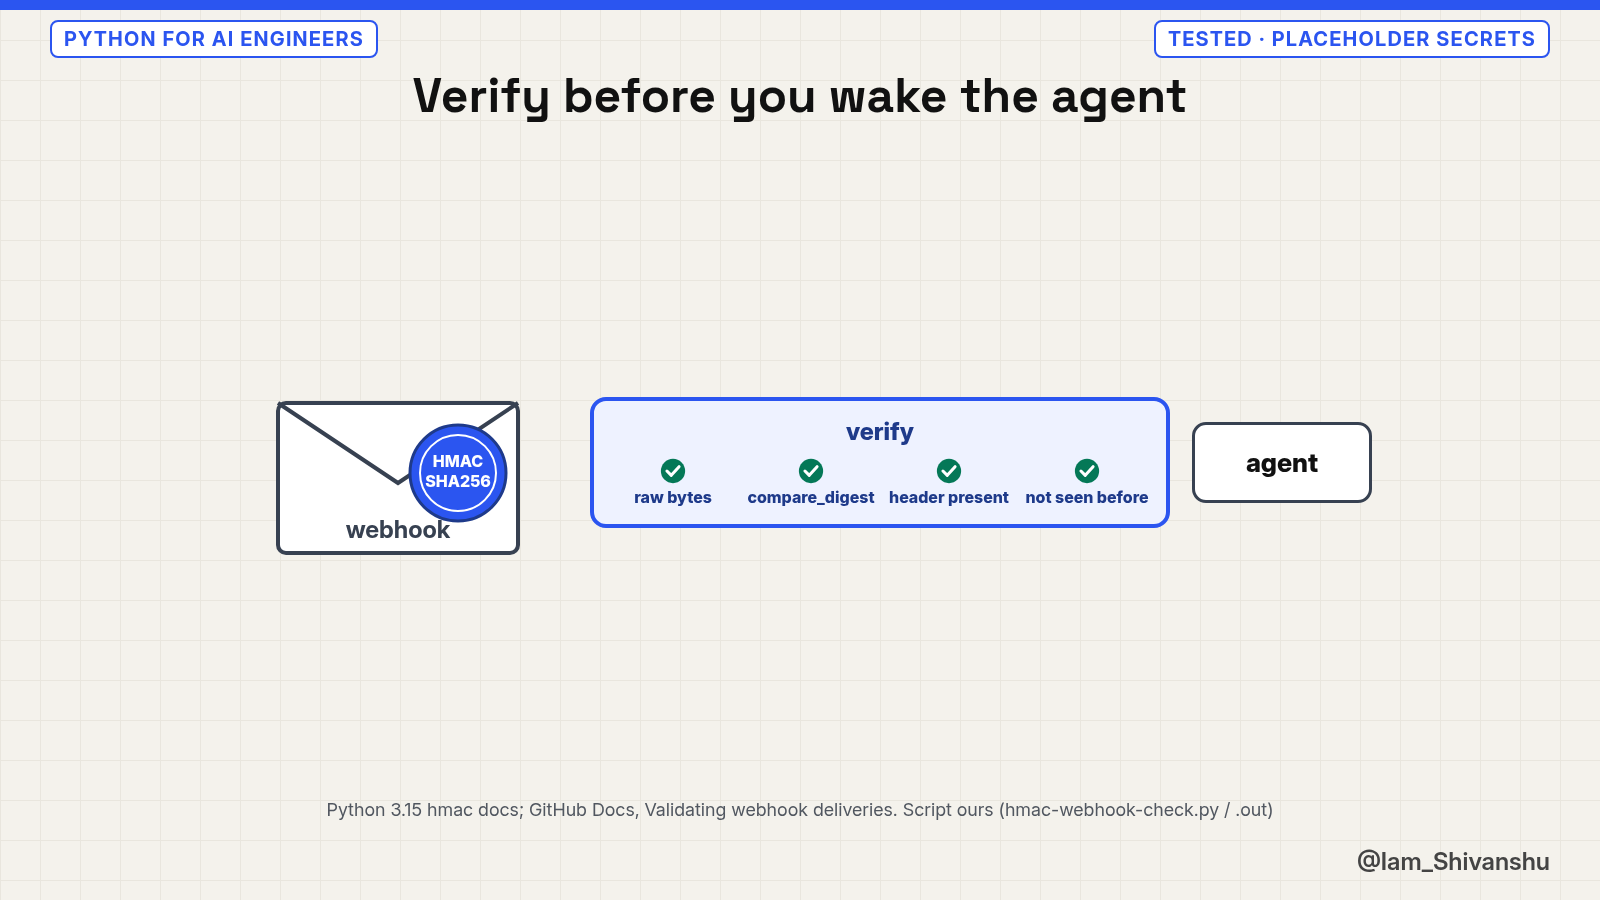 PYTHON FOR AI ENGINEERS
TESTED · PLACEHOLDER SECRETS
Verify before you wake the agent
HMAC
SHA256
webhook
verify
raw bytes
compare_digest
header present
not seen before
agent
Python 3.15 hmac docs; GitHub Docs, Validating webhook deliveries. Script ours (hmac-webhook-check.py / .out)
@Iam_Shivanshu